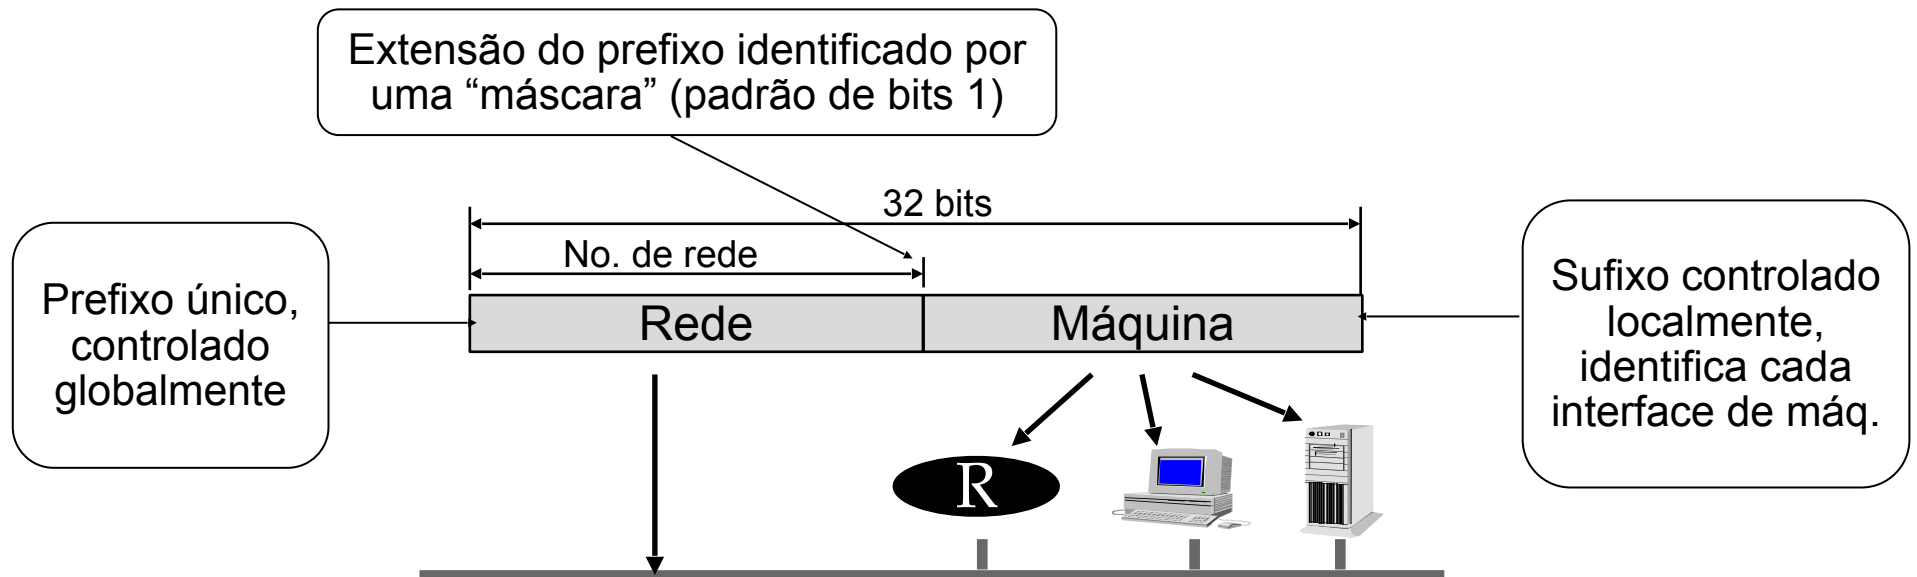 Extensão do prefixo identificado por
uma “máscara” (padrão de bits 1)
32 bits
No. de rede
Prefixo único,
controlado
globalmente
Rede
Máquina
Sufixo controlado
localmente,
identifica cada
interface de máq.
R